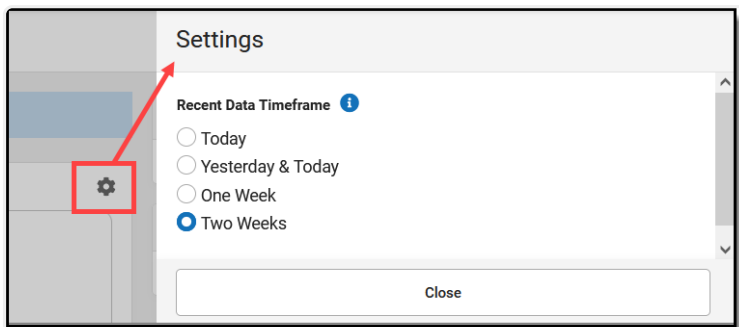 Settings
Recent Data Timeframe
Today
Yesterday & Today
One Week
Two Weeks
Close